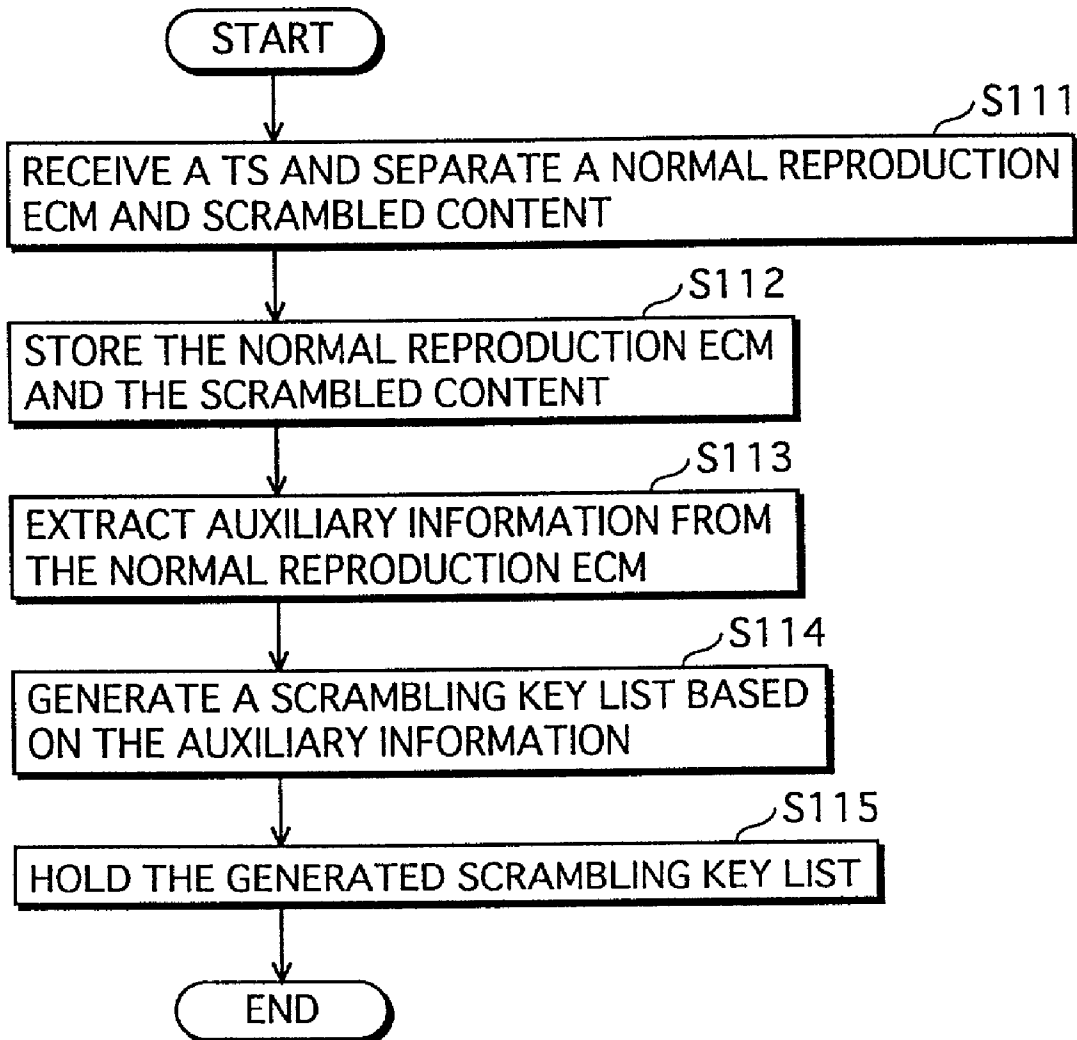 START
S111
RECEIVE A TS AND SEPARATE A NORMAL REPRODUCTION
ECM AND SCRAMBLED CONTENT
S112
STORE THE NORMAL REPRODUCTION ECM
AND THE SCRAMBLED CONTENT
S113
EXTRACT AUXILIARY INFORMATION FROM
THE NORMAL REPRODUCTION ECM
S114
GENERATE A SCRAMBLING KEY LIST BASED
ON THE AUXILIARY INFORMATION
S115
HOLD THE GENERATED SCRAMBLING KEY LIST
END